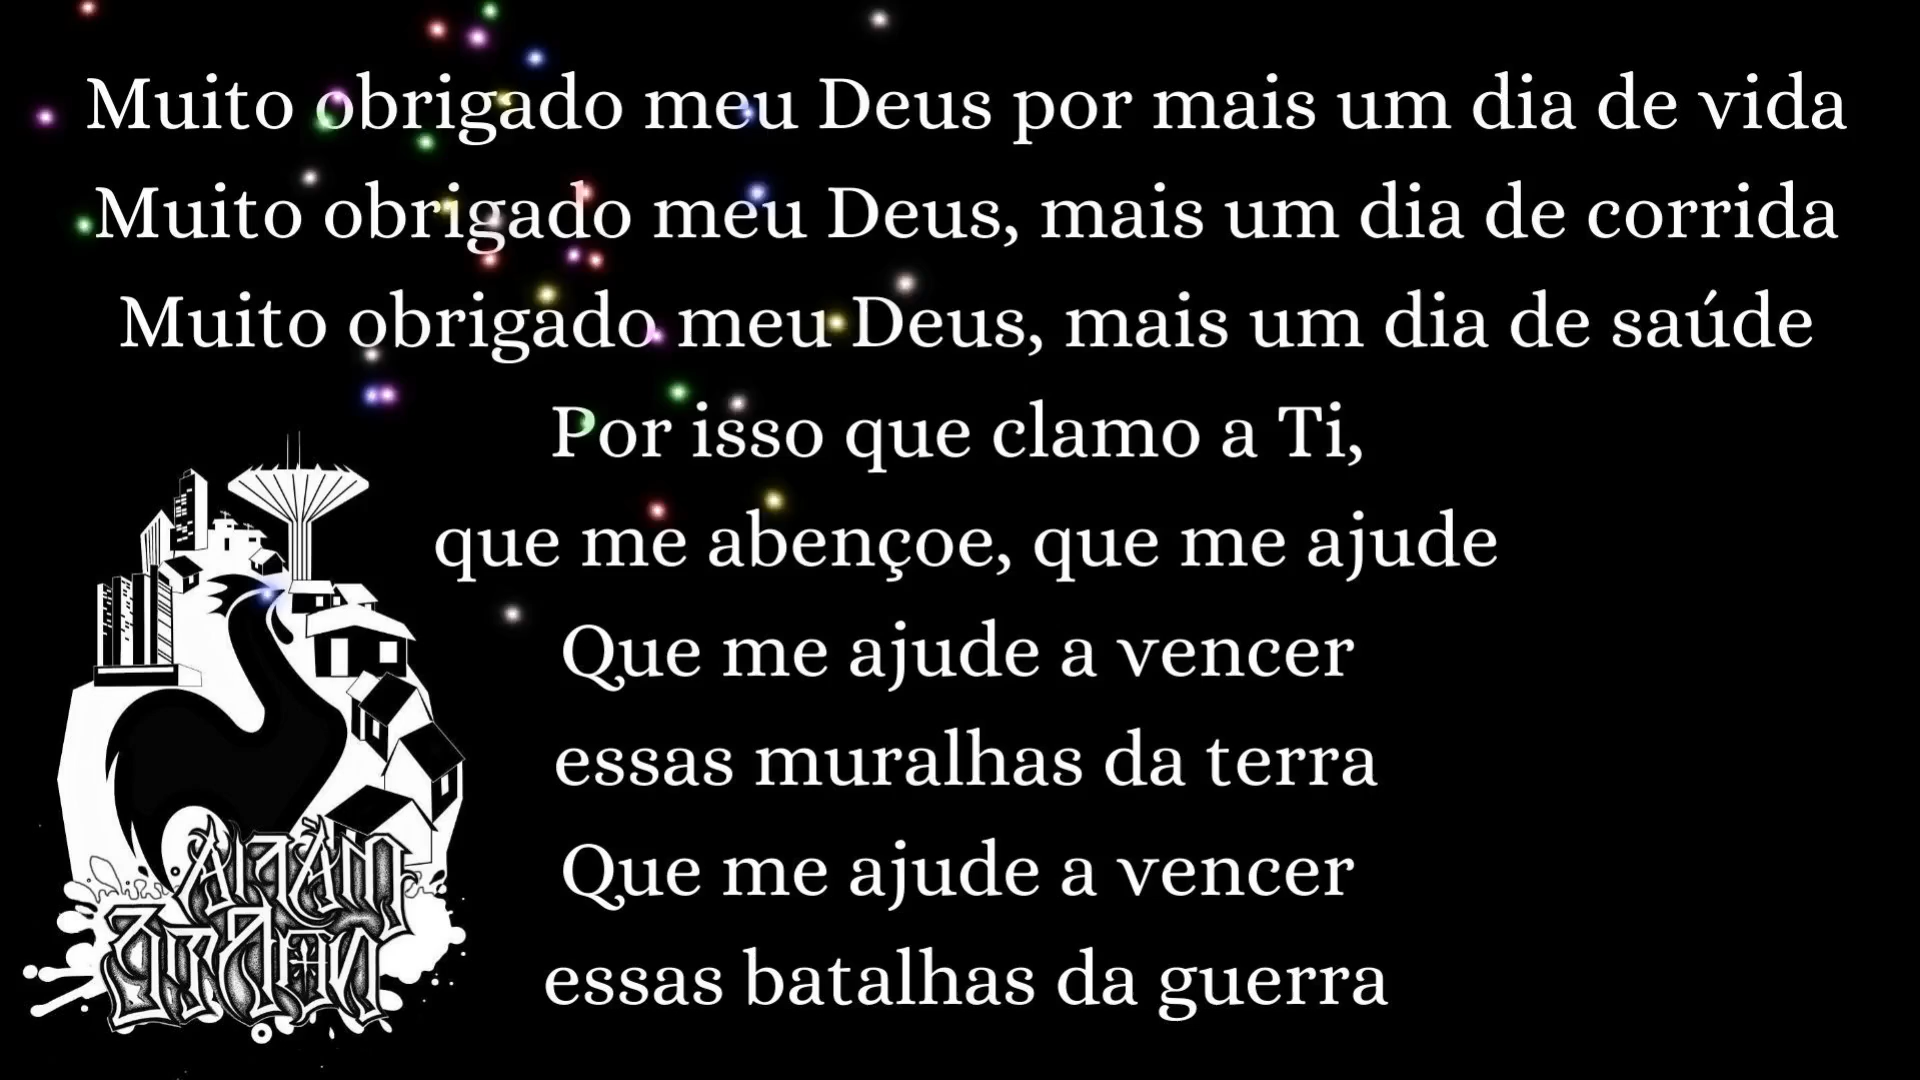 Muito obrigado meu Deus por mais um dia de vida
Muito obrigado meu Deus, mais um dia de corrida
Muito obrigado meu Deus, mais um dia de saúde
Por isso que clamo a Ti,
que me abençoe, que me ajude
Que me ajude a vencer
essas muralhas da terra
Que me ajude a vencer
essas batalhas da guerra